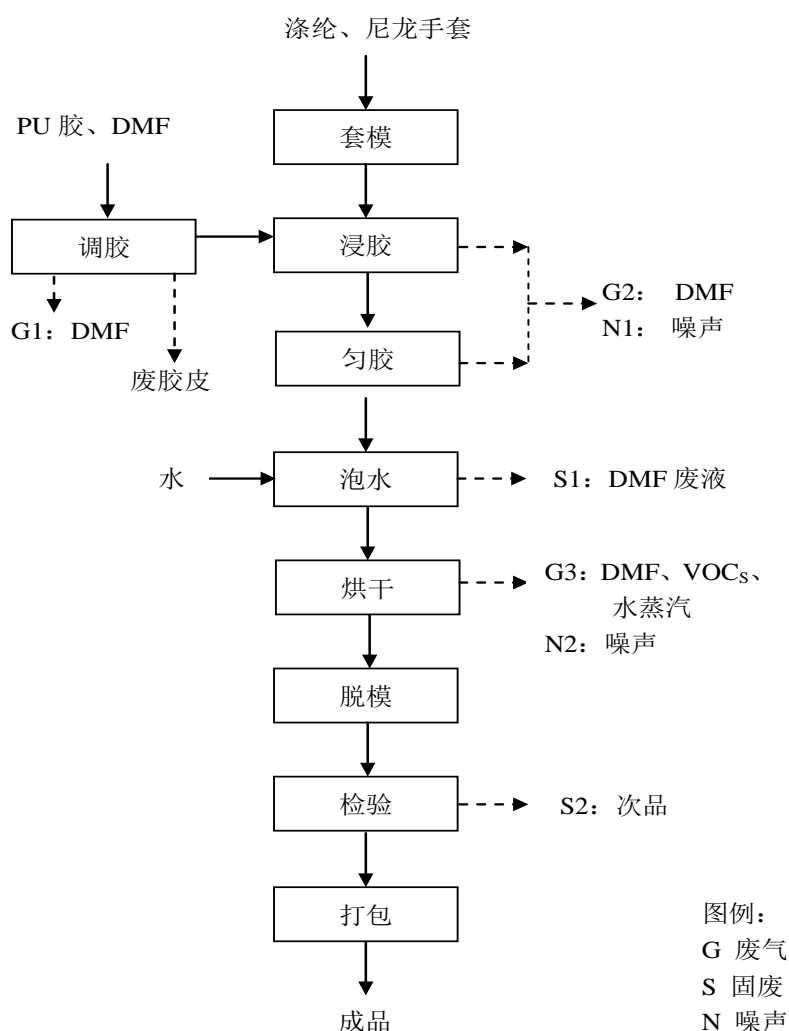 涤纶、尼龙手套
PU 胶、DMF
套模
调胶
浸胶
G1：DMF
废胶皮
G2： DMF
N1： 噪声
匀胶
水
泡水
S1：DMF 废液
烘干
G3：DMF、VOCs、
水蒸汽
N2：噪声
脱模
检验
S2：次品
打包
成品
图例：
G 废气
S 固废
N 噪声